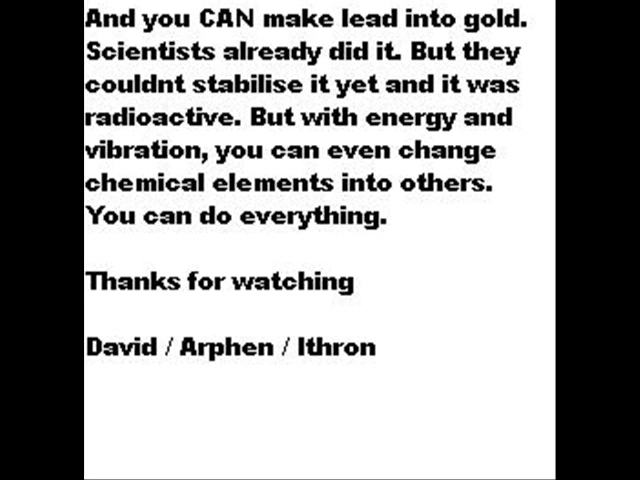 And you CAN make lead into gold.
Scientists already did it. But they
couldnt stabilise it yet and it was
radioactive. But with energy and
vibration, you can even change
chemical elements into others.
You can do everything.
Thanks for watching
David / Arphen / Ithron